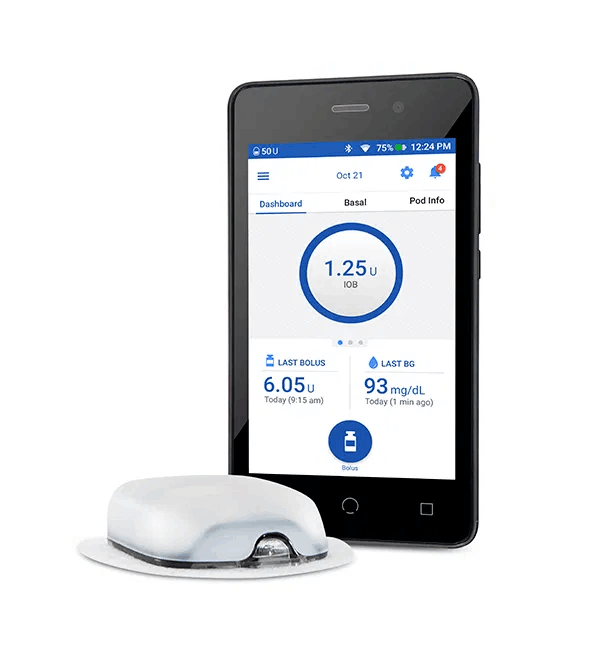 50 U 75% 12:24 PM
Oct 21 4
Dashboard Basal Pod Info
1.25 U
IOB
LAST BOLUS LAST BG
6.05 U 93 mg/dL
Today (9:15 am) Today (1 min ago)
Bolus